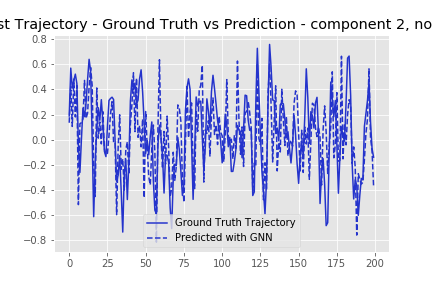 st Trajectory - Ground Truth vs Prediction - component 2, no
0.8
0.6
0.4
0.2
0.0
−0.2
−0.4
−0.6
−0.8
0 25 50 75 100 125 150 175 200
Ground Truth Trajectory
Predicted with GNN